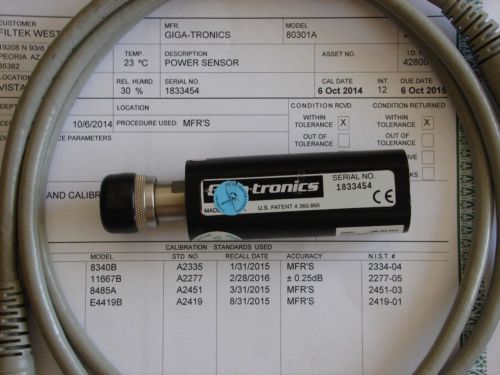 CUSTOMER
FILTEK WEST
19208 N 93rd
PEORIA AZ
85382
MFR.
GIGA-TRONICS
MODEL
80301A
TEMP.
23 °C
DESCRIPTION
POWER SENSOR
ASSET NO.
I.D.
42800
REL. HUMID.
30 %
SERIAL NO.
1833454
CAL DATE
6 Oct 2014
INT.
12
DUE DATE
6 Oct 2015
LOCATION
CONDITION RCVD
CONDITION RETURNED
10/6/2014
PROCEDURE USED:
MFR'S
WITHIN TOLERANCE
X
WITHIN TOLERANCE
X
OUT OF TOLERANCE
OUT OF TOLERANCE
CE PARAMETERS
Giga-tronics
SERIAL NO.
1833454
U.S. PATENT 4.360.865
CE
AND CALIBR
CALIBRATION STANDARDS USED
MODEL STD NO. RECALL DATE ACCURACY N.I.S.T #
8340B A2335 1/31/2015 MFR'S 2334-04
11667B A2277 2/28/2016 ± 0.25dB 2277-05
8485A A2451 3/31/2015 MFR'S 2451-03
E4419B A2419 8/31/2015 MFR'S 2419-01